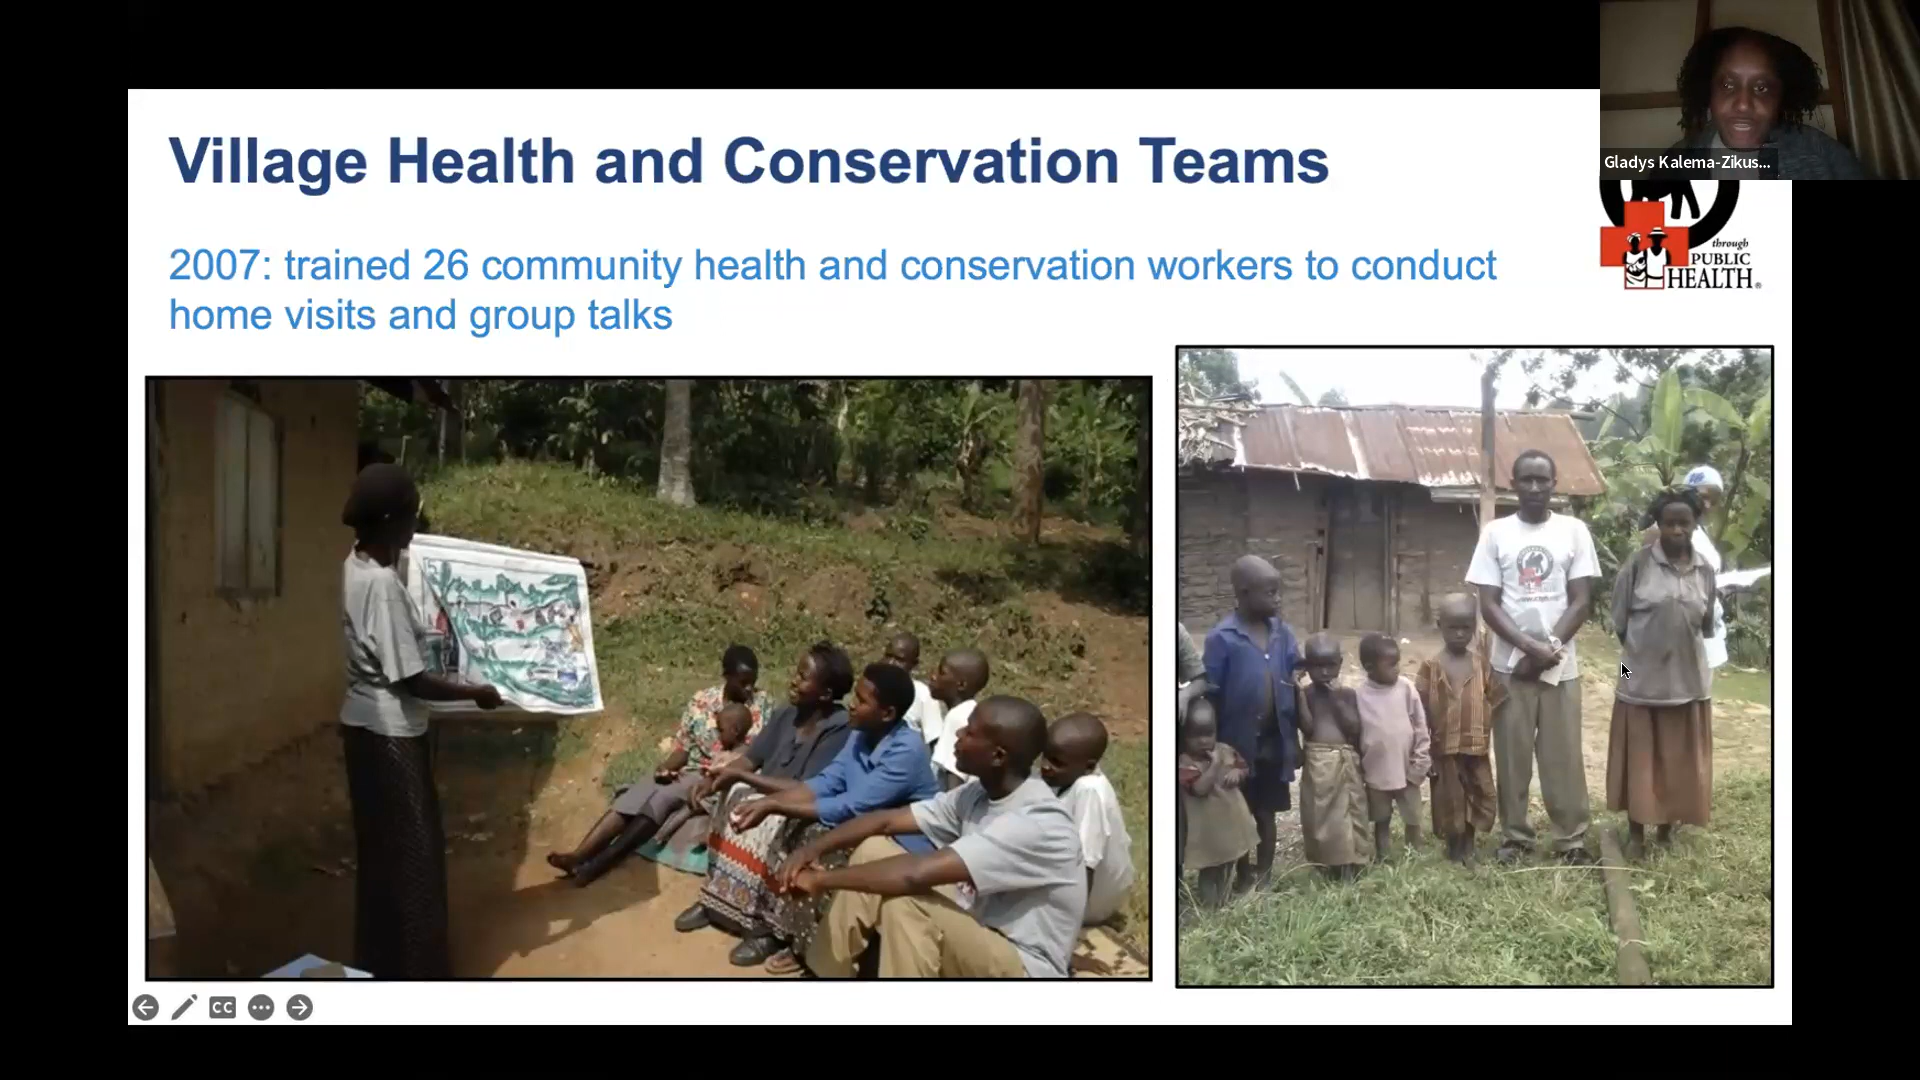 Village Health and Conservation Teams
Gladys Kalema-Zikus...
2007: trained 26 community health and conservation workers to conduct
home visits and group talks
through
PUBLIC
HEALTH®
CC